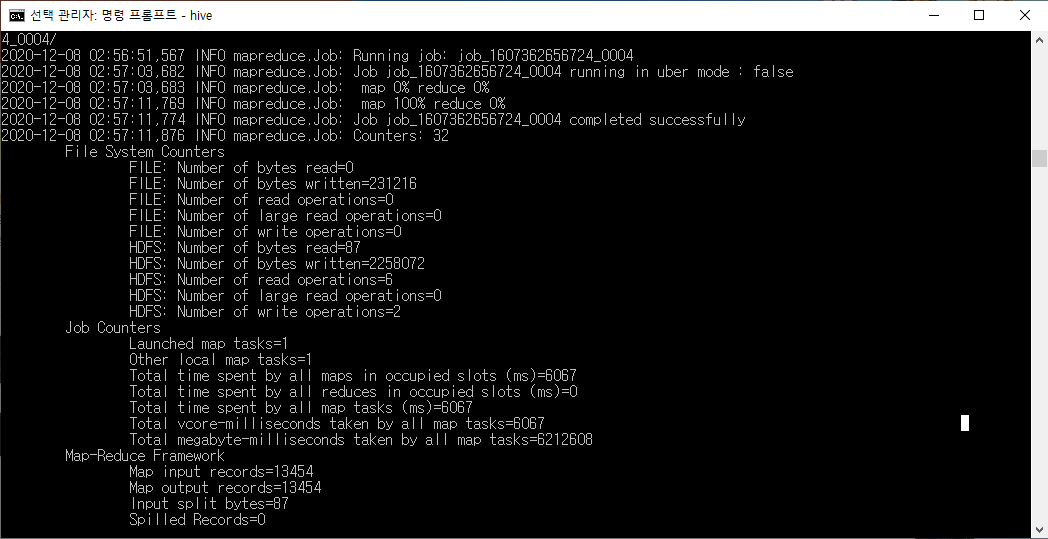 선택 관리자: 명령 프롬프트 - hive
4_0004/
2020-12-08 02:56:51,567 INFO mapreduce.Job: Running job: job_1607362656724_0004
2020-12-08 02:57:03,682 INFO mapreduce.Job: Job job_1607362656724_0004 running in uber mode : false
2020-12-08 02:57:03,683 INFO mapreduce.Job:  map 0% reduce 0%
2020-12-08 02:57:11,769 INFO mapreduce.Job:  map 100% reduce 0%
2020-12-08 02:57:11,774 INFO mapreduce.Job: Job job_1607362656724_0004 completed successfully
2020-12-08 02:57:11,876 INFO mapreduce.Job: Counters: 32
File System Counters
FILE: Number of bytes read=0
FILE: Number of bytes written=231216
FILE: Number of read operations=0
FILE: Number of large read operations=0
FILE: Number of write operations=0
HDFS: Number of bytes read=87
HDFS: Number of bytes written=2258072
HDFS: Number of read operations=6
HDFS: Number of large read operations=0
HDFS: Number of write operations=2
Job Counters
Launched map tasks=1
Other local map tasks=1
Total time spent by all maps in occupied slots (ms)=6067
Total time spent by all reduces in occupied slots (ms)=0
Total time spent by all map tasks (ms)=6067
Total vcore-milliseconds taken by all map tasks=6067
Total megabyte-milliseconds taken by all map tasks=6212608
Map-Reduce Framework
Map input records=13454
Map output records=13454
Input split bytes=87
Spilled Records=0